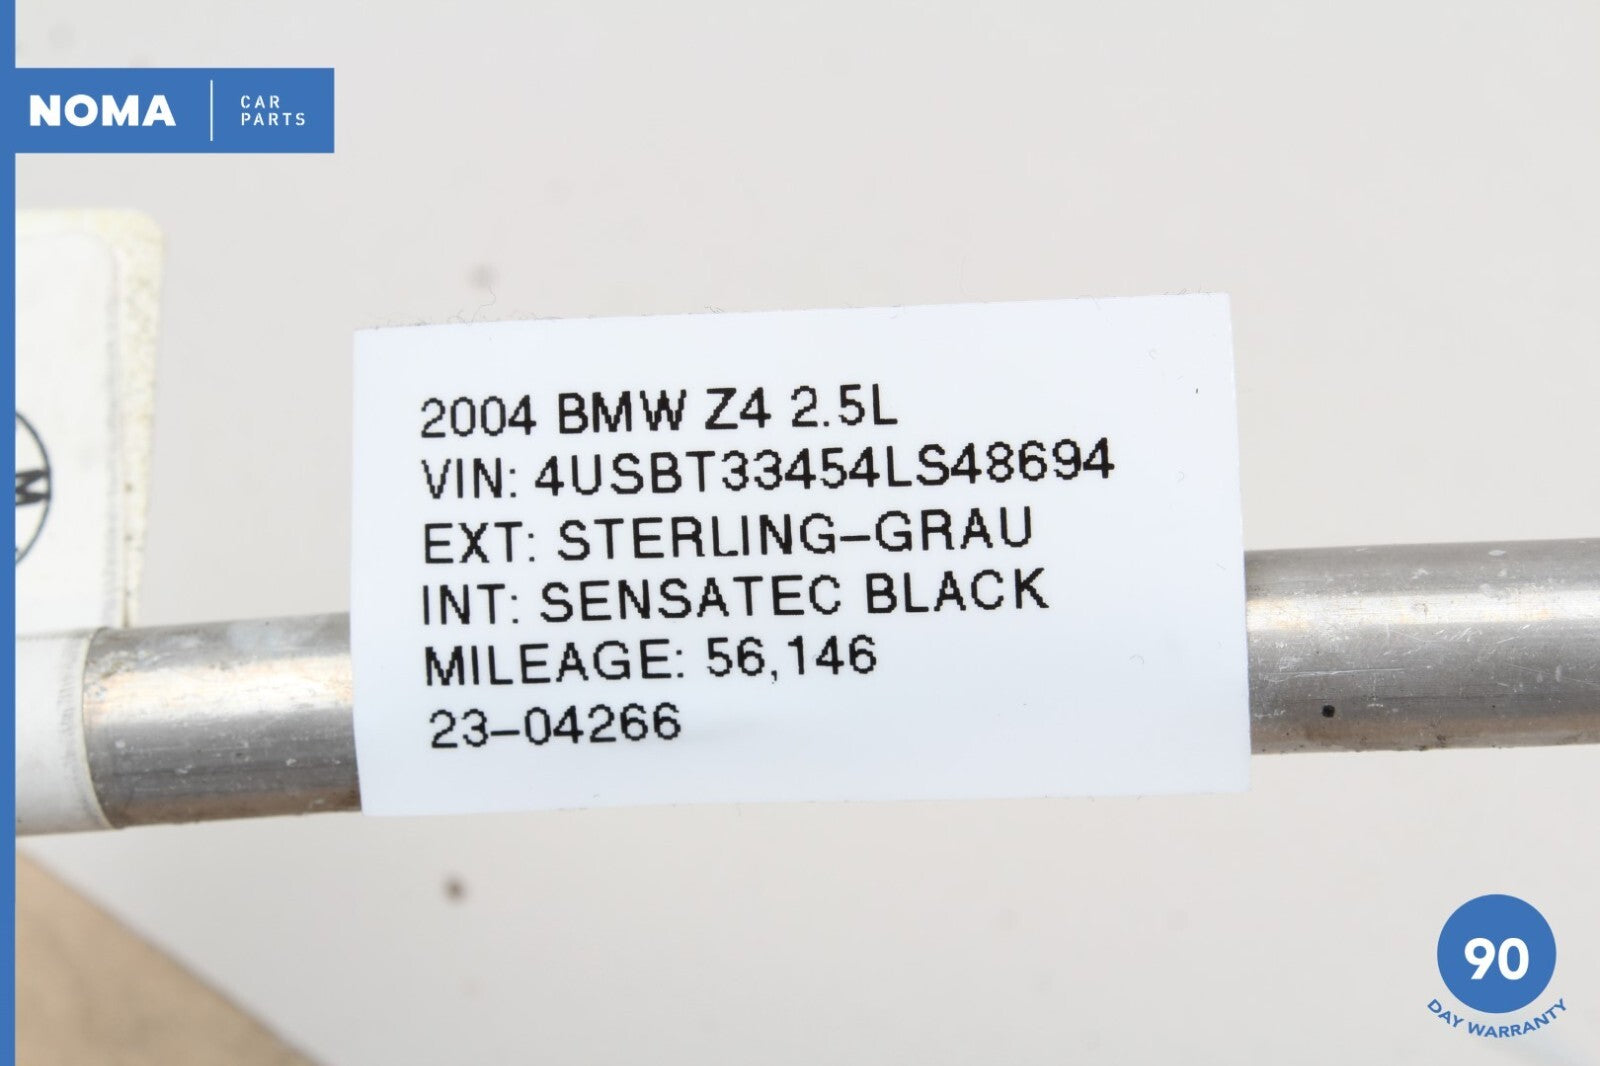 NOMA
CAR
PARTS
M
2004 BMW Z4 2.5L
VIN: 4USBT33454LS48694
EXT: STERLING-GRAU
INT: SENSATEC BLACK
MILEAGE: 56,146
23-04266
90
DAY WARRANTY